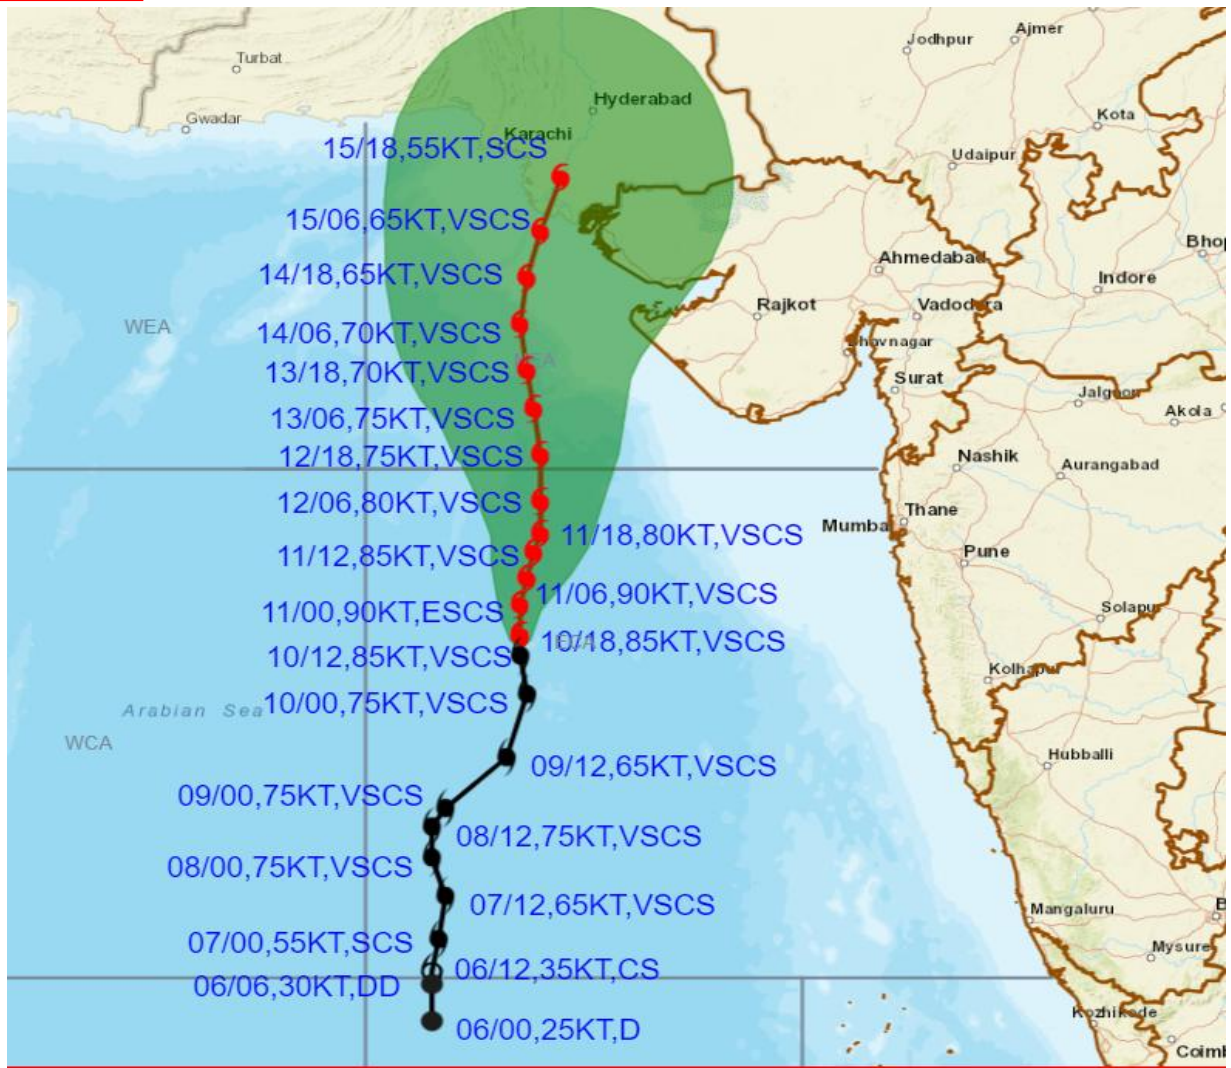 Jodhpur
Ajmer
Turbat
Hyderabad
Gwadar
Kota
Karachi
15/18,55KT,SCS
Udaipur
15/06,65KT,VSCS
Ahmedabad
14/18,65KT,VSCS
Indore
Rajkot
Vadodara
WEA
14/06,70KT,VSCS
13/18,70KT,VSCS
Surat
Jalgaon
13/06,75KT,VSCS
Akola
12/18,75KT,VSCS
Nashik
Aurangabad
12/06,80KT,VSCS
Thane
Mumbai
11/18,80KT,VSCS
11/12,85KT,VSCS
Pune
11/06,90KT,VSCS
11/00,90KT,ESCS
Solapur
10/18,85KT,VSCS
ECA
10/12,85KT,VSCS
Kolhapur
10/00,75KT,VSCS
Arabian Sea
WCA
Hubballi
09/12,65KT,VSCS
09/00,75KT,VSCS
08/12,75KT,VSCS
08/00,75KT,VSCS
07/12,65KT,VSCS
Mangaluru
07/00,55KT,SCS
Mysure
06/12,35KT,CS
06/06,30KT,DD
Kozhikode
06/00,25KT,D
Coim